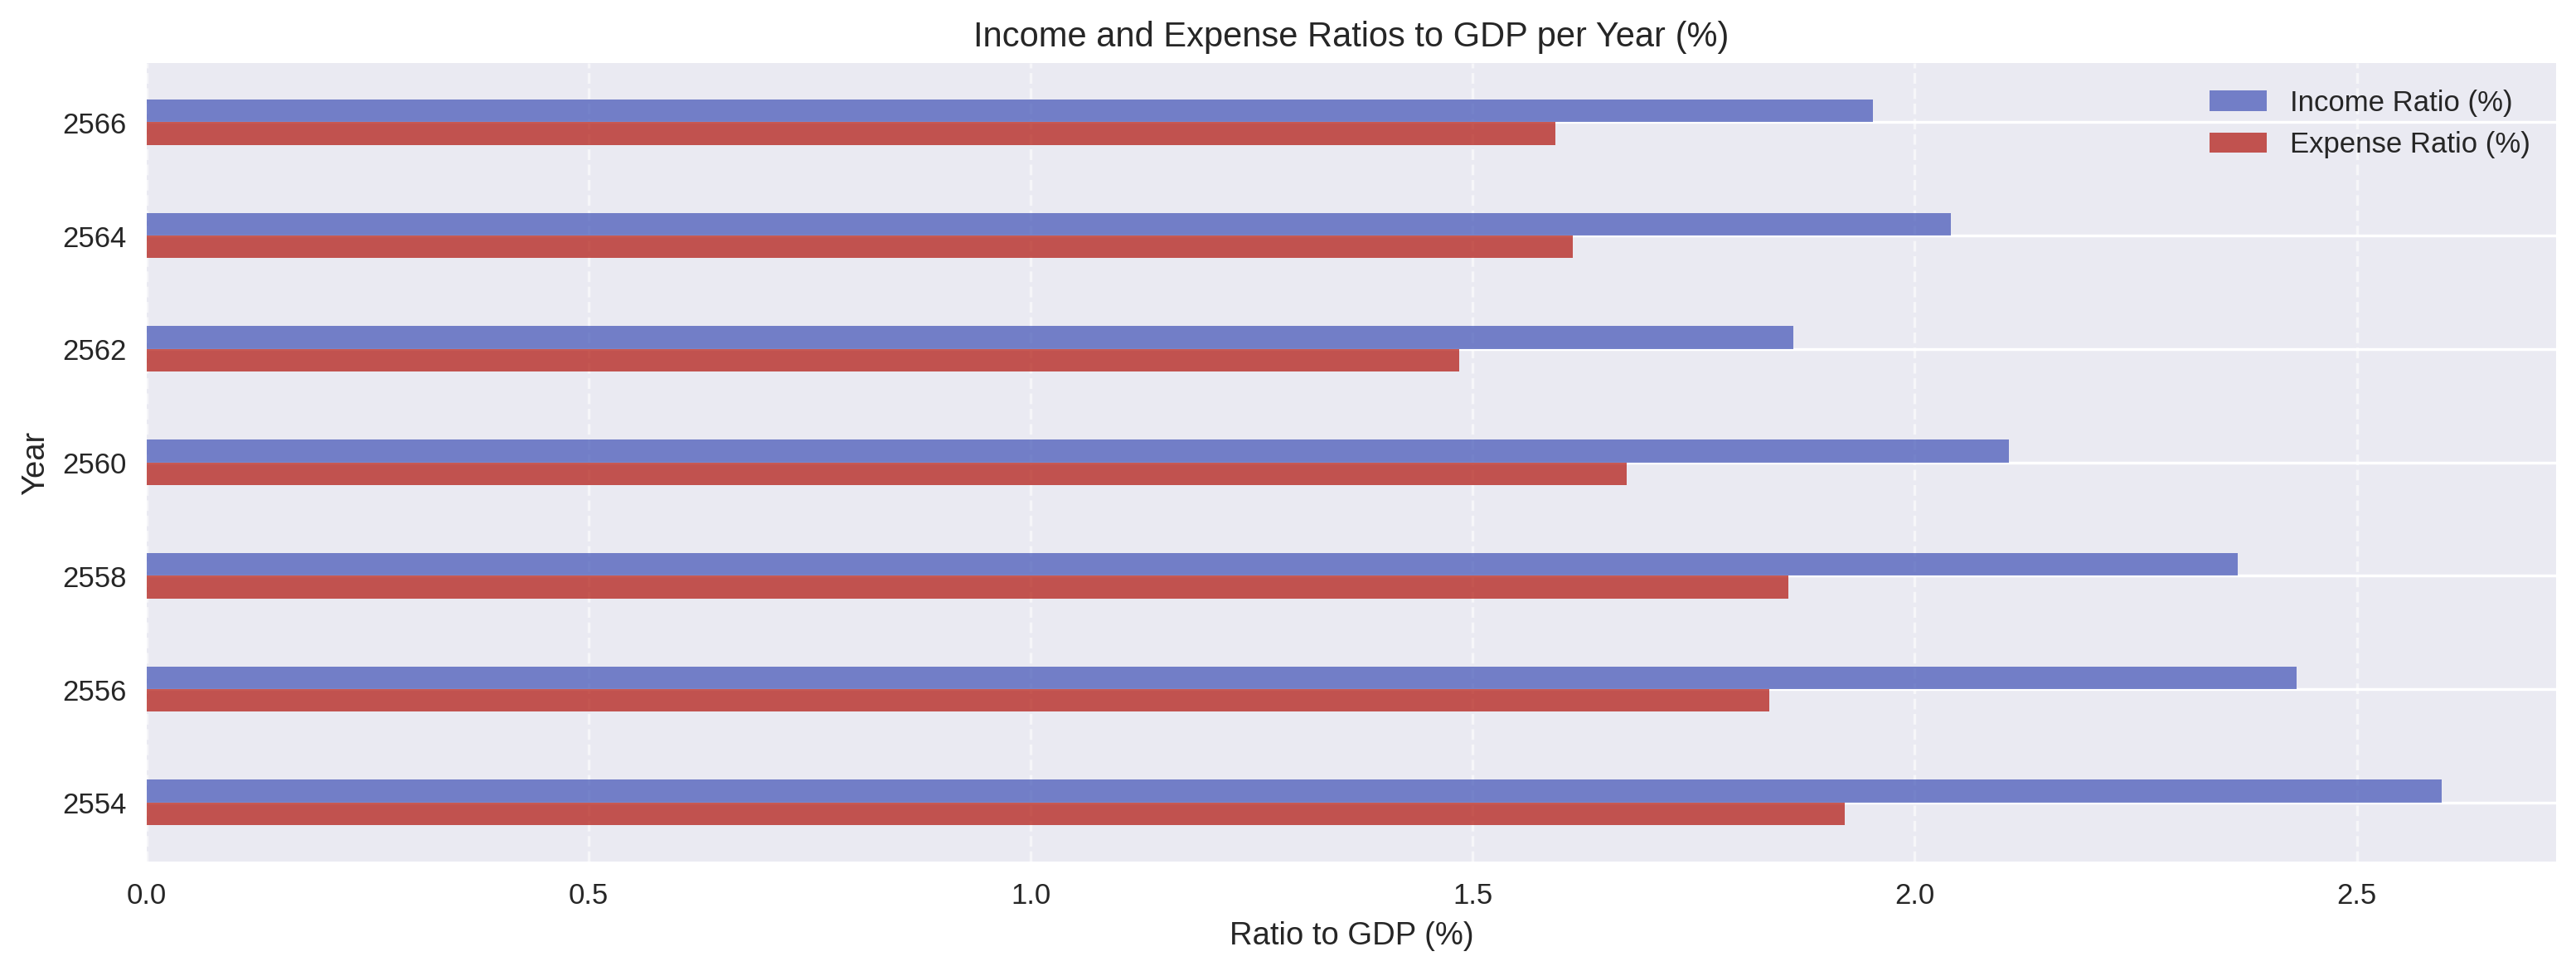 Income and Expense Ratios to GDP per Year (%)
Income Ratio (%)
Expense Ratio (%)
Year
2566
2564
2562
2560
2558
2556
2554
0.0 0.5 1.0 1.5 2.0 2.5
Ratio to GDP (%)